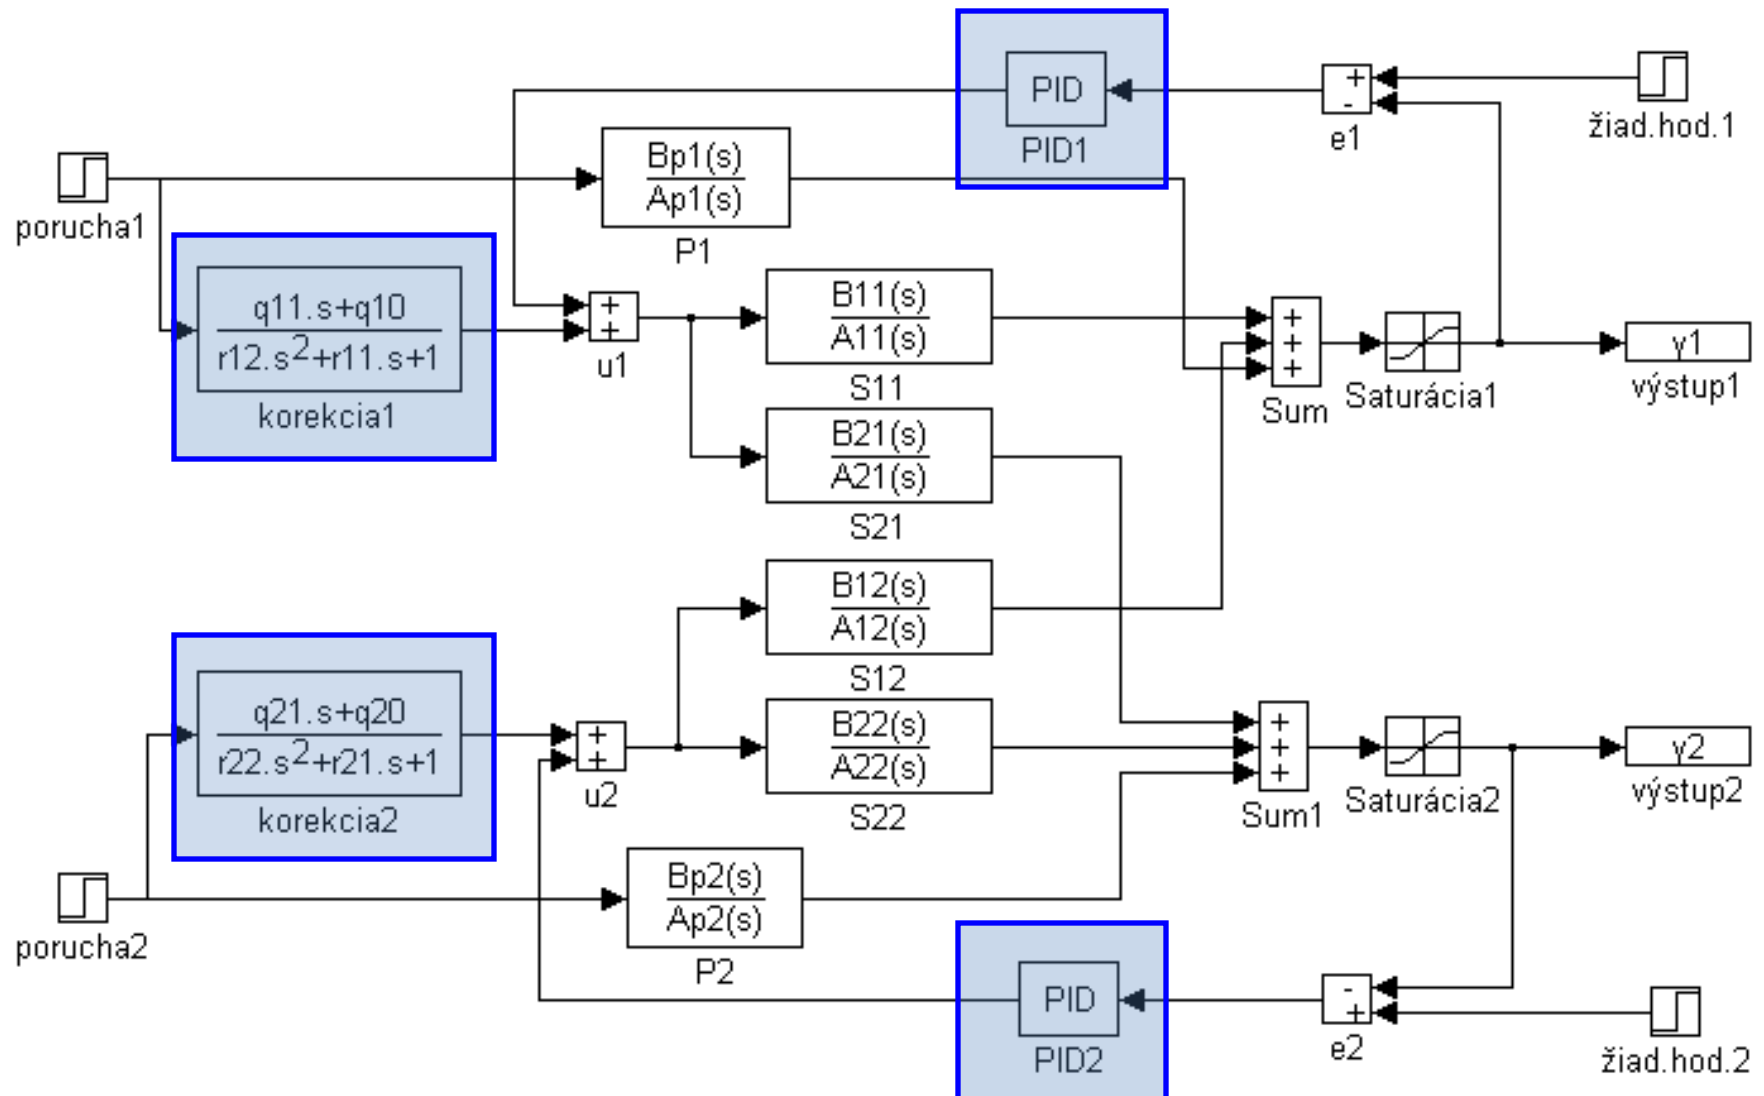 PID
PID1
+
-
e1
žiad.hod.1
porucha1
Bp1(s)
Ap1(s)
P1
q11.s+q10
r12.s2+r11.s+1
korekcia1
+
+
u1
B11(s)
A11(s)
S11
+
+
+
Sum
Saturácia1
y1
výstup1
B21(s)
A21(s)
S21
B12(s)
A12(s)
S12
q21.s+q20
r22.s2+r21.s+1
korekcia2
+
+
u2
B22(s)
A22(s)
S22
+
+
+
Sum1
Saturácia2
y2
výstup2
porucha2
Bp2(s)
Ap2(s)
P2
PID
PID2
-
+
e2
žiad.hod.2